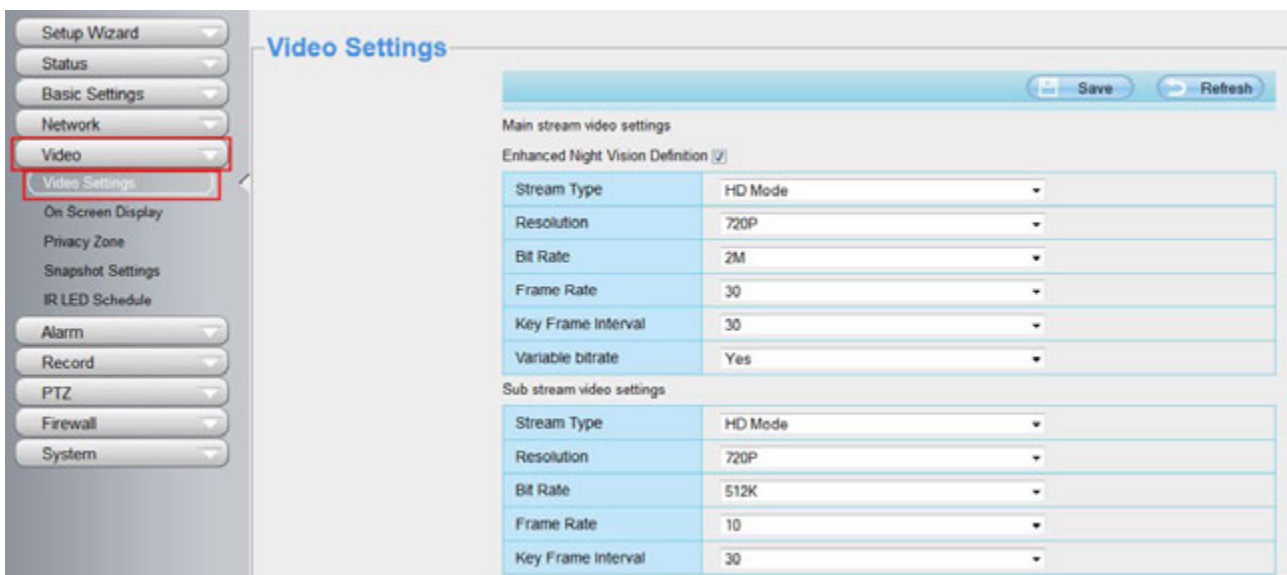 Setup Wizard
Status
Basic Settings
Network
Video
Video Settings
On Screen Display
Privacy Zone
Snapshot Settings
IR LED Schedule
Alarm
Record
PTZ
Firewall
System
Video Settings
Save Refresh
Main stream video settings
Enhanced Night Vision Definition
Stream Type HD Mode
Resolution 720P
Bit Rate 2M
Frame Rate 30
Key Frame Interval 30
Variable bitrate Yes
Sub stream video settings
Stream Type HD Mode
Resolution 720P
Bit Rate 512K
Frame Rate 10
Key Frame Interval 30